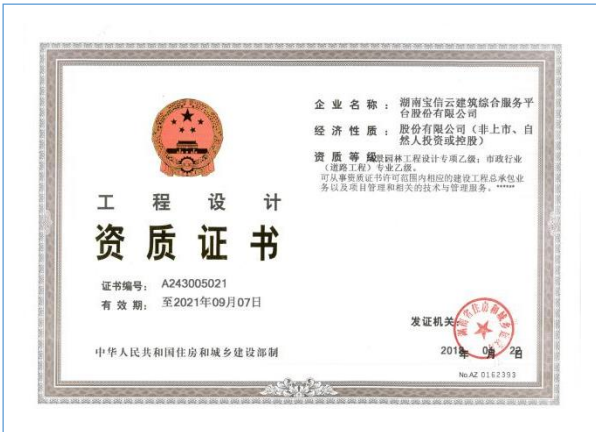 工程设计
资质证书
证书编号： A243005021
有效期： 至2021年09月07日
中华人民共和国住房和城乡建设部制
企业名称： 湖南宝信云建筑综合服务平
台股份有限公司
经济性质： 股份有限公司（非上市、自
然人投资或控股）
资质等级 景园林工程设计专项乙级；市政行业
（道路工程）专业乙级。
可从事资质证书许可范围内相应的建设工程总承包业
务以及项目管理和相关的技术与管理服务。******
发证机关
年 月 22 日
No.AZ 0162393